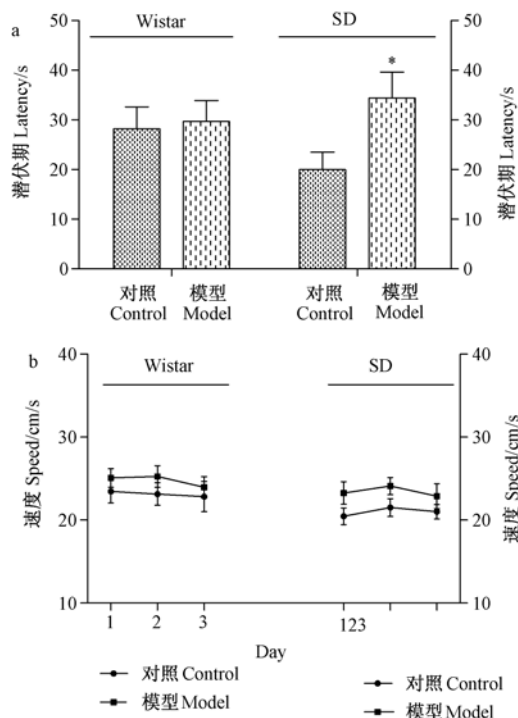 a
Wistar
SD
潜伏期 Latency/s
50
40
30
20
10
0
*
50
40
30
20
10
0
潜伏期 Latency/s
对照
Control
模型
Model
对照
Control
模型
Model
b
Wistar
SD
速度 Speed/cm/s
40
30
20
10
40
30
20
10
速度 Speed/cm/s
1 2 3
123
Day
对照 Control
模型 Model
对照 Control
模型 Model